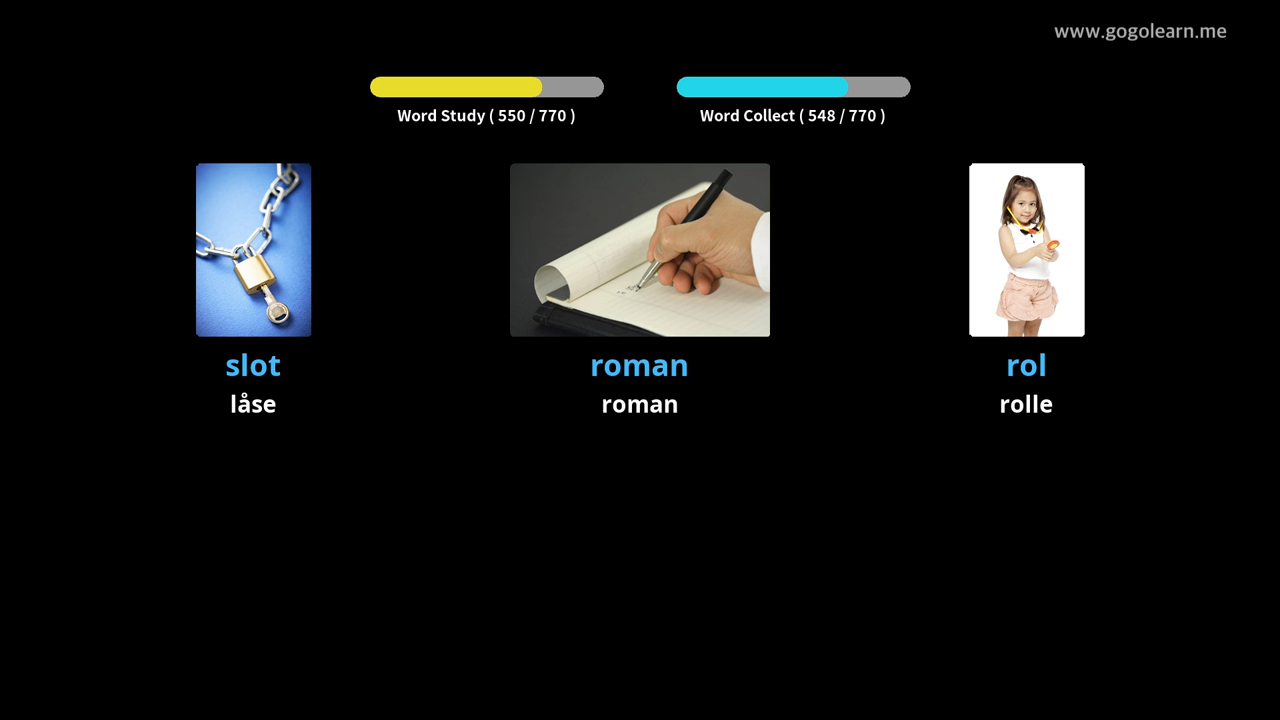 www.gogolearn.me
Word Study ( 550 / 770 )
Word Collect ( 548 / 770 )
slot
låse
roman
roman
rol
rolle